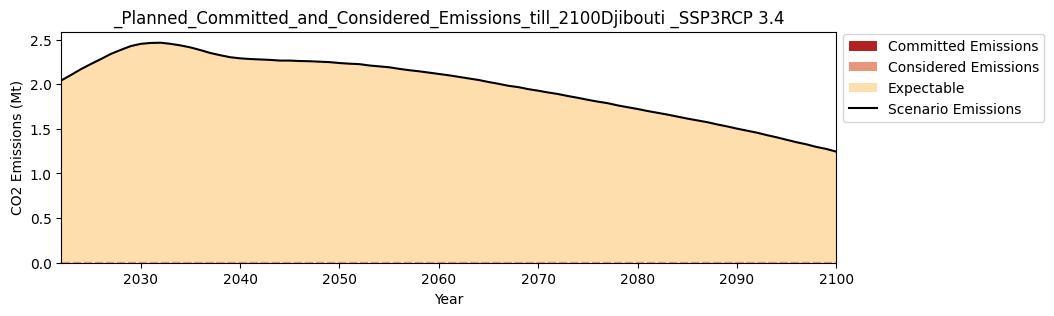 _Planned_Committed_and_Considered_Emissions_till_2100Djibouti _SSP3RCP 3.4
Committed Emissions
Considered Emissions
Expectable
Scenario Emissions
CO2 Emissions (Mt)
2.5
2.0
1.5
1.0
0.5
0.0
2030 2040 2050 2060 2070 2080 2090 2100
Year